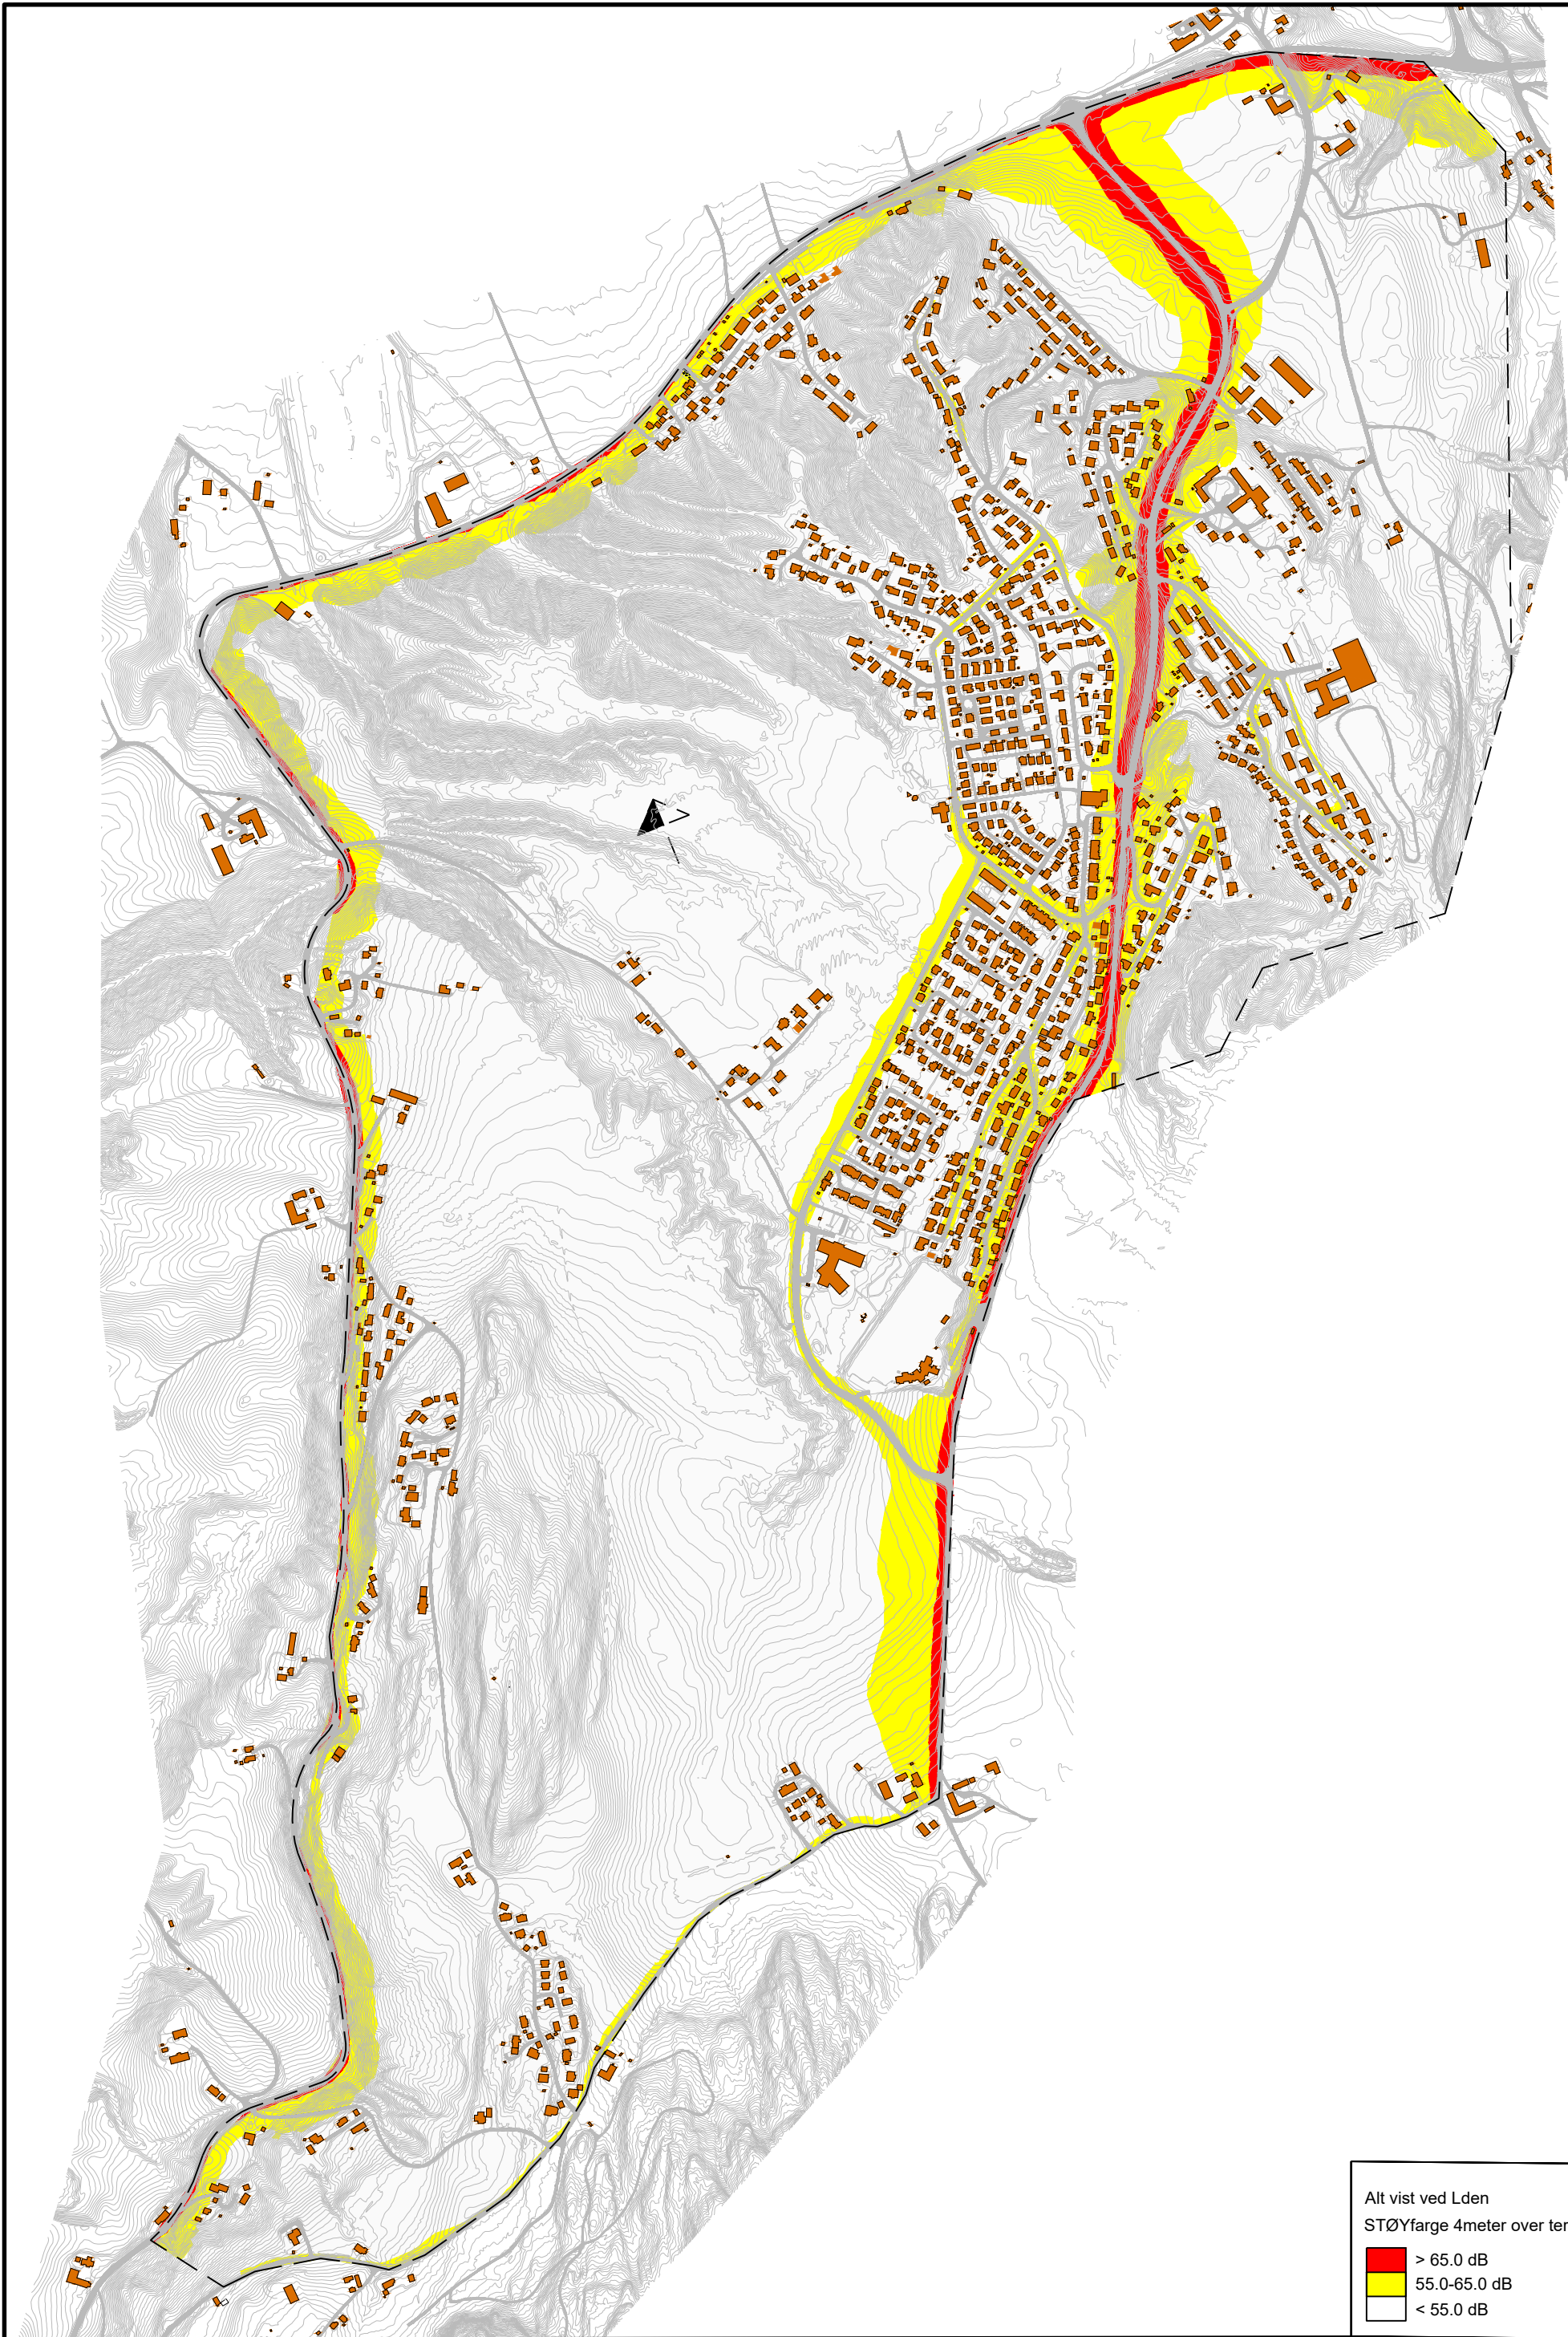 Alt vist ved Lden
STØYfarge 4meter over ter
> 65.0 dB
55.0-65.0 dB
< 55.0 dB